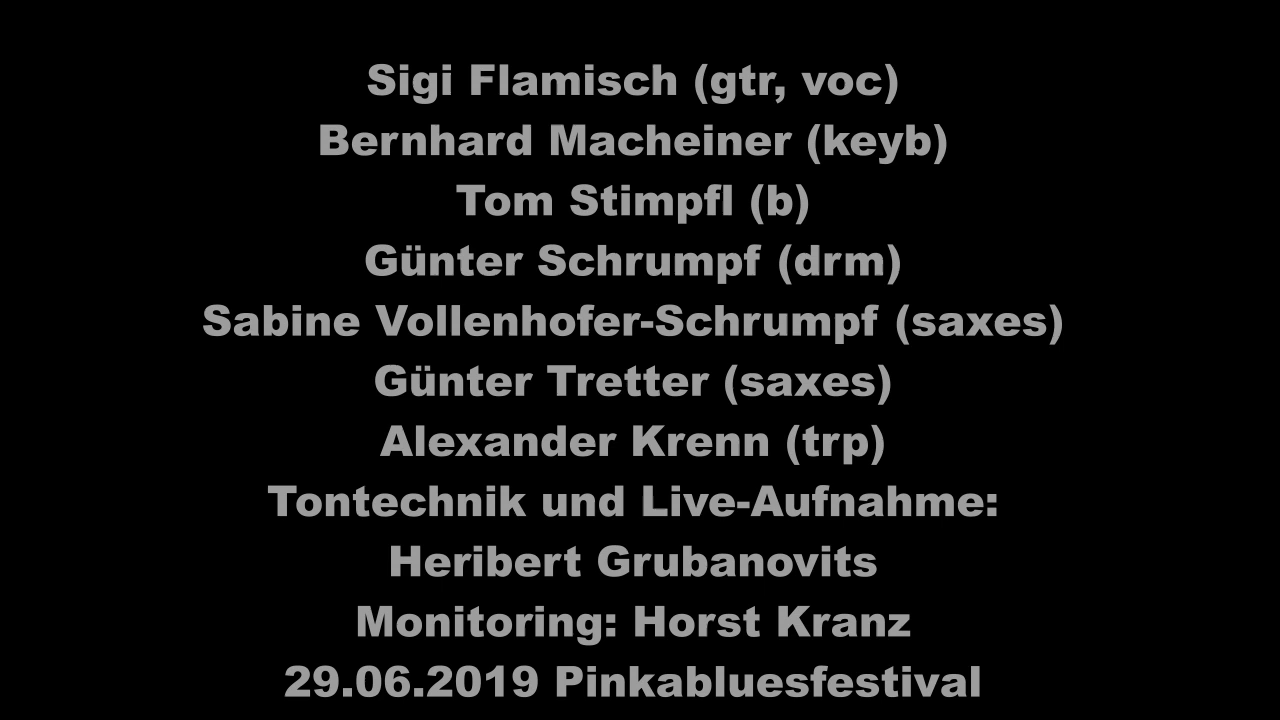 Sigi Flamisch (gtr, voc)
Bernhard Macheiner (keyb)
Tom Stimpfl (b)
Günter Schrumpf (drm)
Sabine Vollenhofer-Schrumpf (saxes)
Günter Tretter (saxes)
Alexander Krenn (trp)
Tontechnik und Live-Aufnahme:
Heribert Grubanovits
Monitoring: Horst Kranz
29.06.2019 Pinkabluesfestival